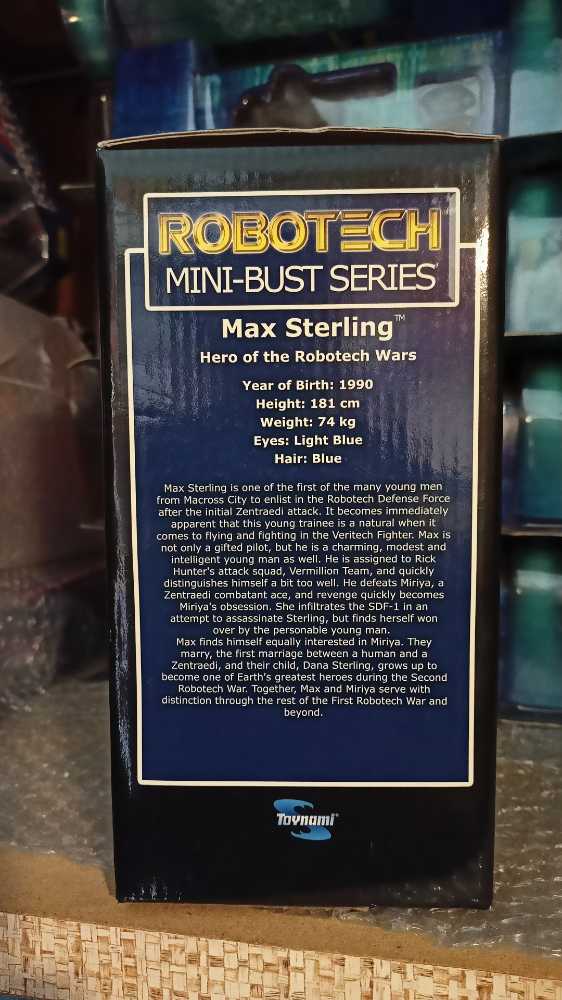 ROBOTECH
MINI-BUST SERIES
Max Sterling™
Hero of the Robotech Wars
Year of Birth: 1990
Height: 181 cm
Weight: 74 kg
Eyes: Light Blue
Hair: Blue
Max Sterling is one of the first of the many young men
from Macross City to enlist in the Robotech Defense Force
after the initial Zentraedi attack. It becomes immediately
apparent that this young trainee is a natural when it
comes to flying and fighting in the Veritech Fighter. Max is
not only a gifted pilot, but he is a charming, modest and
intelligent young man as well. He is assigned to Rick
Hunter's attack squad, Vermillion Team, and quickly
distinguishes himself a bit too well. He defeats Miriya, a
Zentraedi combatant ace, and revenge quickly becomes
Miriya's obsession. She infiltrates the SDF-1 in an
attempt to assassinate Sterling, but finds herself won
over by the personable young man.
Max finds himself equally interested in Miriya. They
marry, the first marriage between a human and a
Zentraedi, and their child, Dana Sterling, grows up to
become one of Earth's greatest heroes during the Second
Robotech War. Together, Max and Miriya serve with
distinction through the rest of the First Robotech War and
beyond.
Toynami®